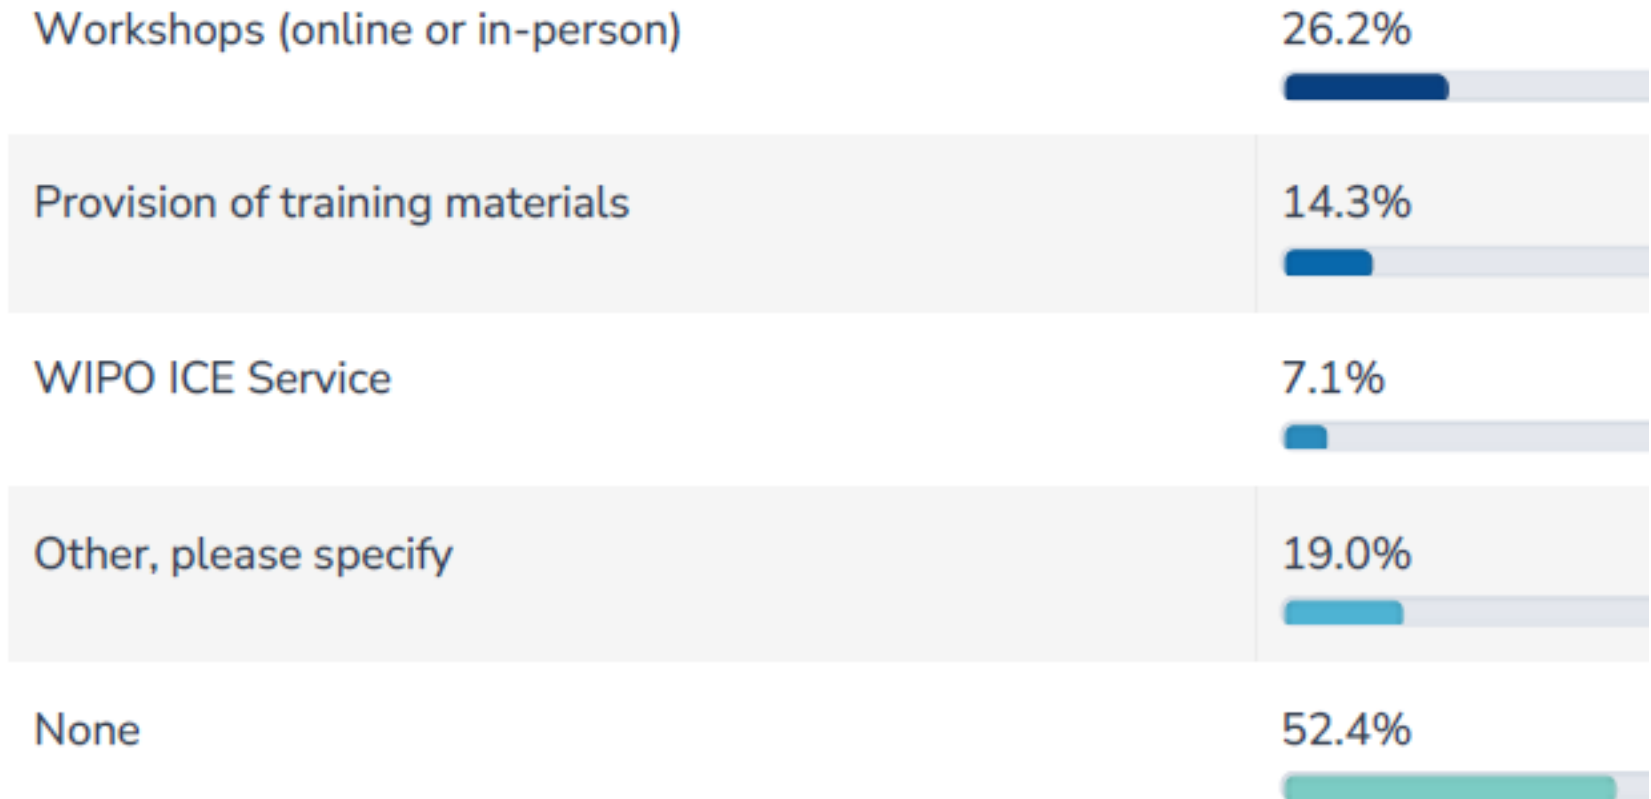 Workshops (online or in-person) 26.2%
Provision of training materials 14.3%
WIPO ICE Service 7.1%
Other, please specify 19.0%
None 52.4%